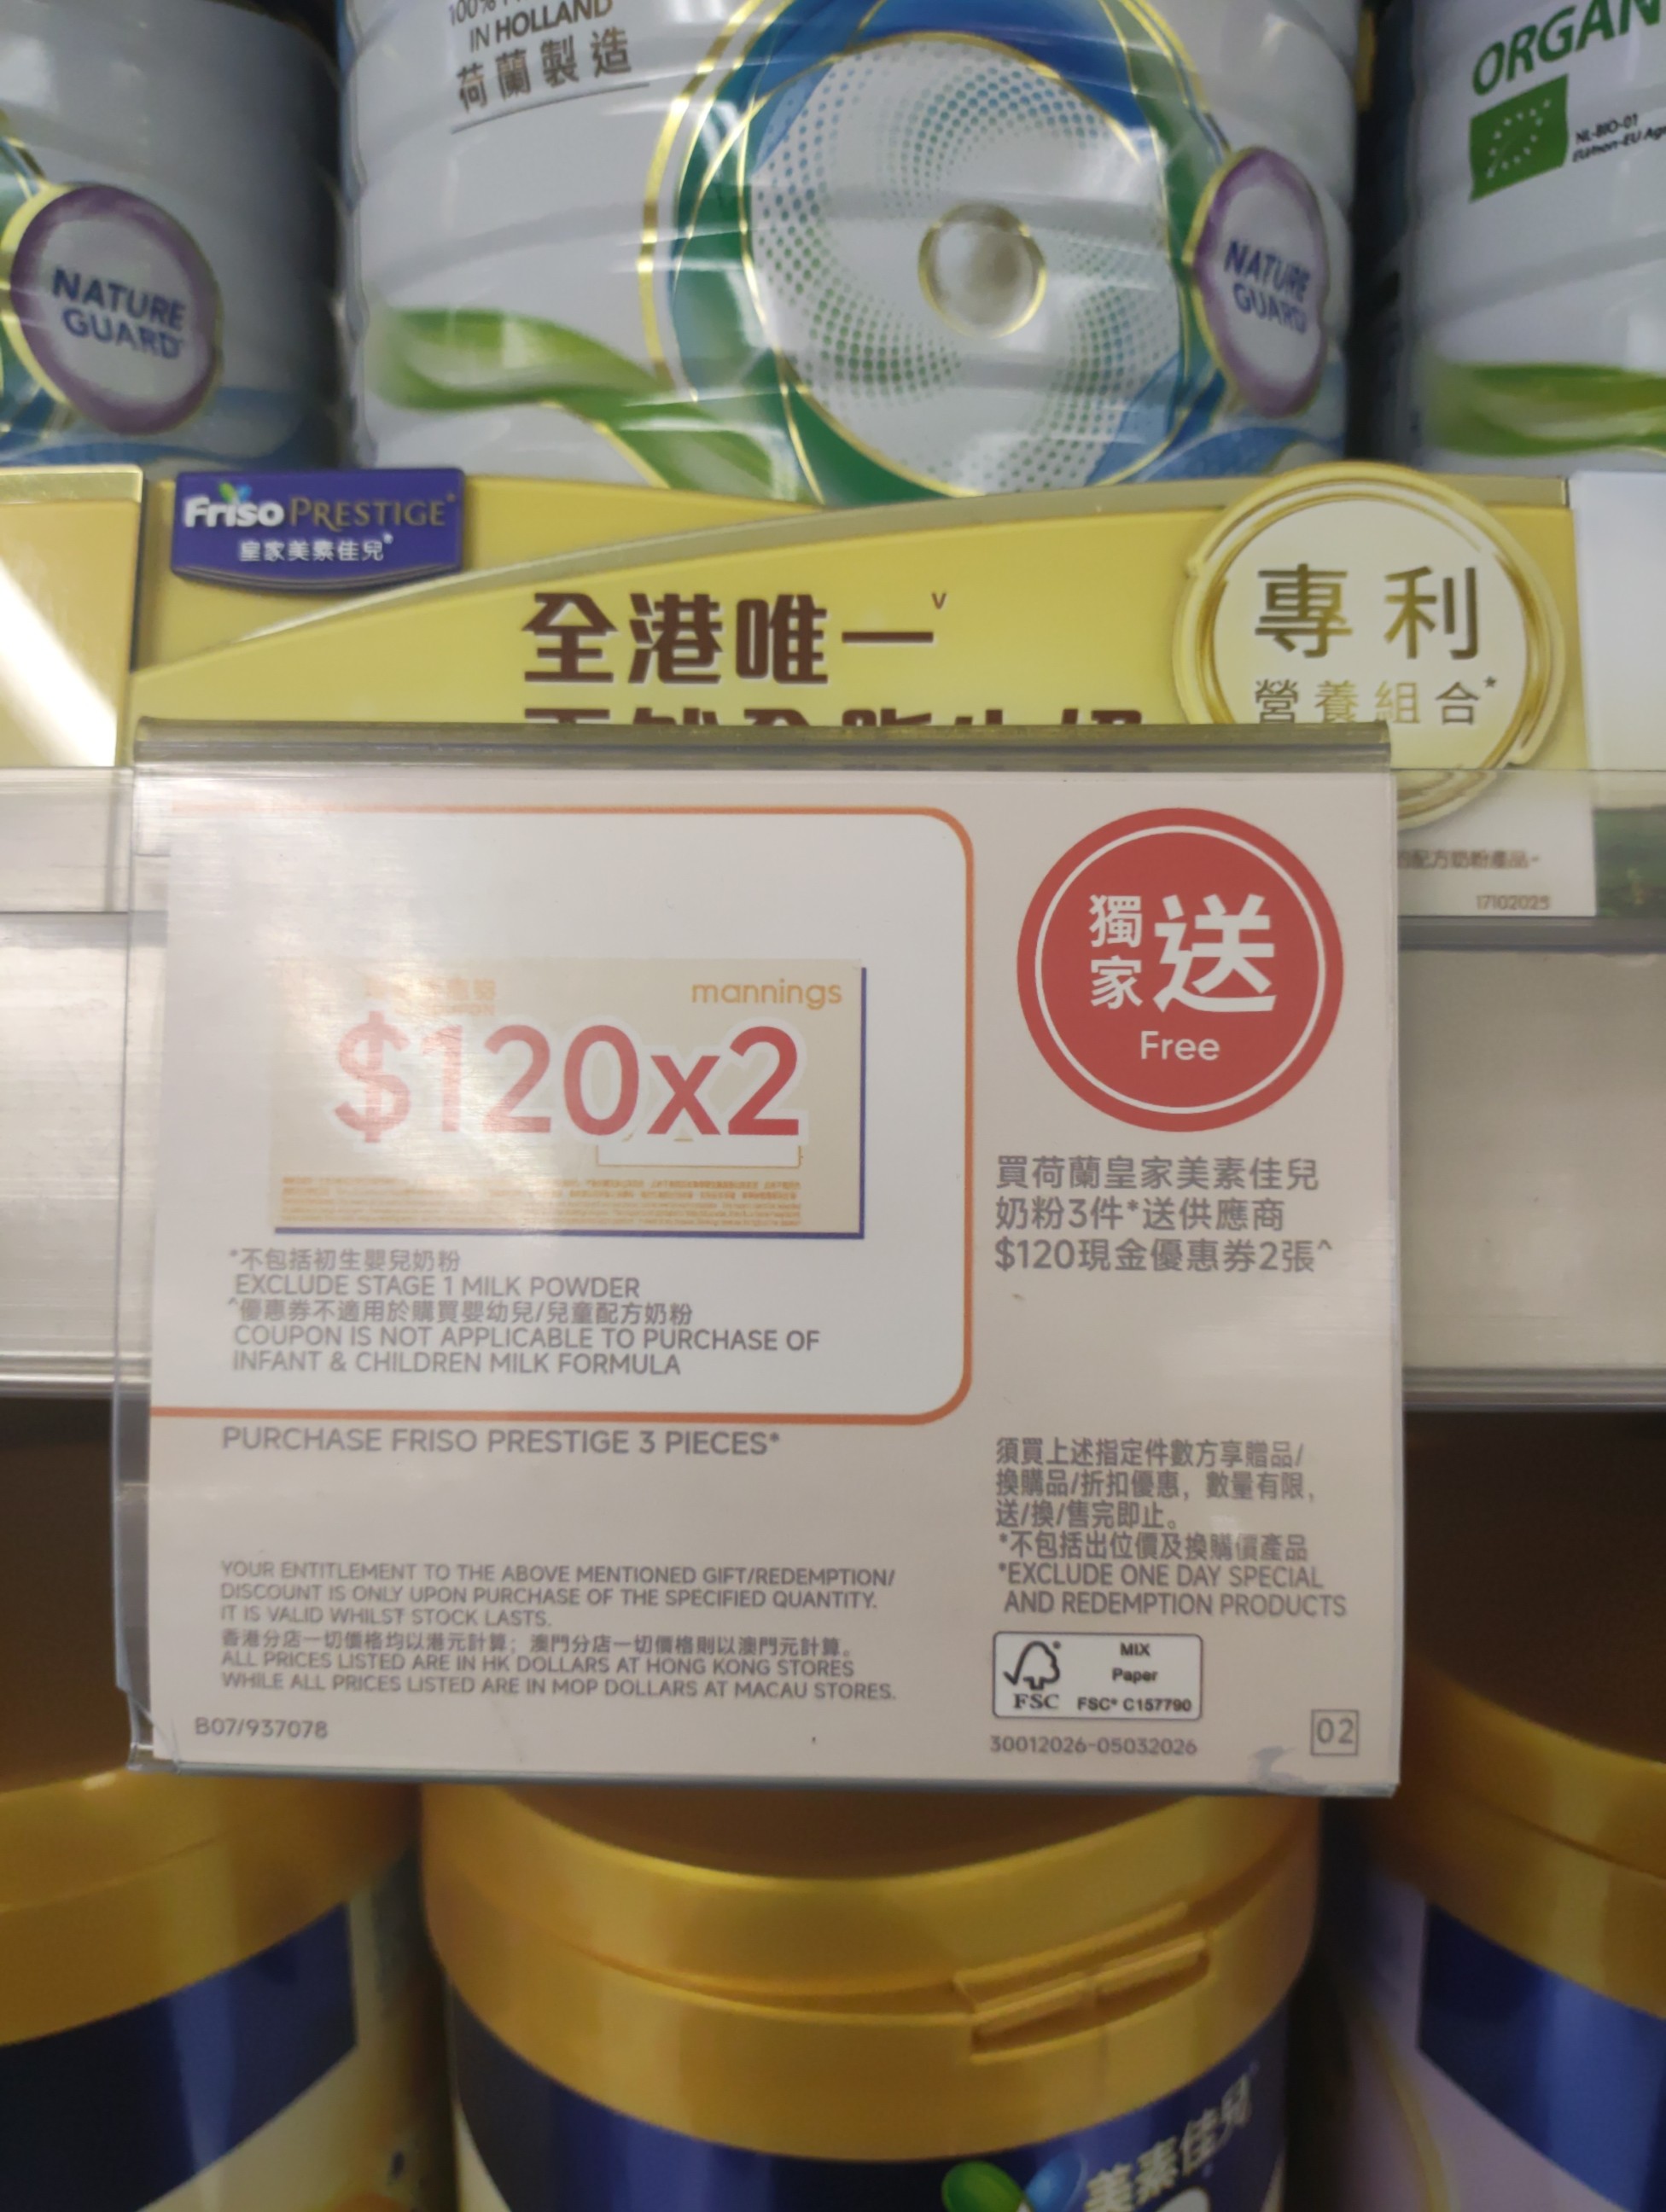 IN HOLLAND
荷蘭製造
ORGAN
NL-BIO-01
NATURE
GUARD
NATURE
GUARD
Friso PRESTIGE
皇家美素佳兒
全港唯一
專利
營養組合*
配方奶粉產品。
17102025
mannings
$120x2
獨家送
Free
買荷蘭皇家美素佳兒
奶粉3件*送供應商
$120現金優惠券2張^
*不包括初生嬰兒奶粉
EXCLUDE STAGE 1 MILK POWDER
^優惠券不適用於購買嬰幼兒/兒童配方奶粉
COUPON IS NOT APPLICABLE TO PURCHASE OF
INFANT & CHILDREN MILK FORMULA
PURCHASE FRISO PRESTIGE 3 PIECES*
須買上述指定件數方享贈品/
換購品/折扣優惠，數量有限，
送/換/售完即止。
*不包括出位價及換購價產品
*EXCLUDE ONE DAY SPECIAL
AND REDEMPTION PRODUCTS
YOUR ENTITLEMENT TO THE ABOVE MENTIONED GIFT/REDEMPTION/
DISCOUNT IS ONLY UPON PURCHASE OF THE SPECIFIED QUANTITY.
IT IS VALID WHILST STOCK LASTS.
香港分店一切價格均以港元計算；澳門分店一切價格則以澳門元計算。
ALL PRICES LISTED ARE IN HK DOLLARS AT HONG KONG STORES
WHILE ALL PRICES LISTED ARE IN MOP DOLLARS AT MACAU STORES.
MIX
Paper
FSC FSC® C157790
B07/937078
30012026-05032026
02
美素佳兒